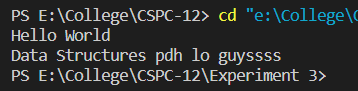 PS E:\College\CSPC-12> cd "e:\College\
Hello World
Data Structures pdh lo guyssss
PS E:\College\CSPC-12\Experiment 3>